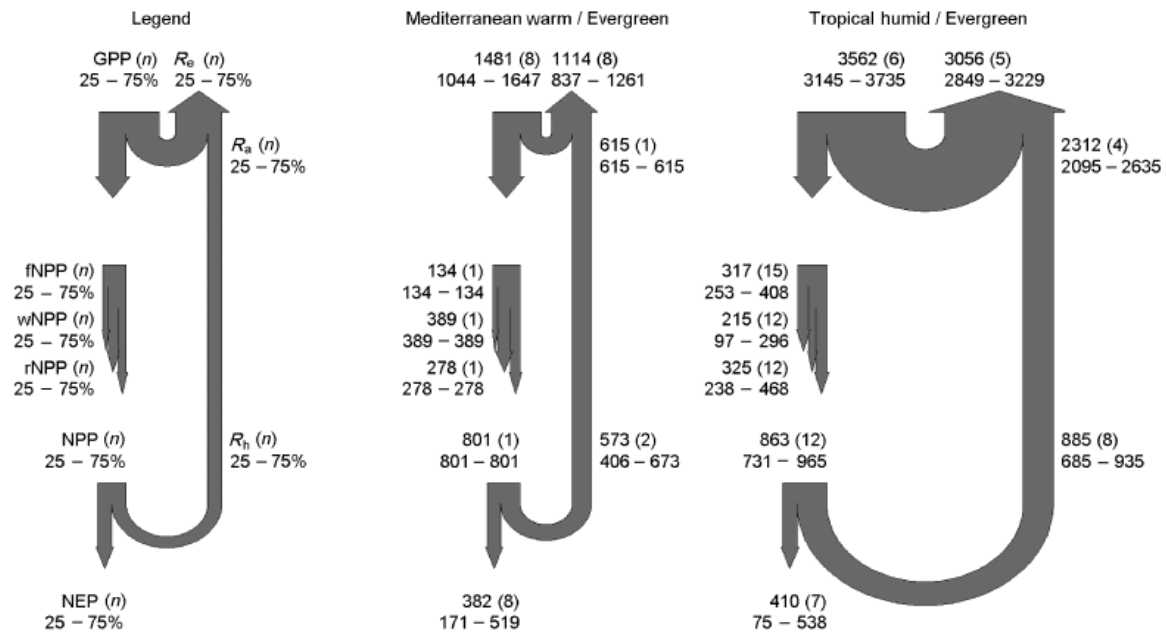 Legend
GPP (n) Re (n)
25 – 75% 25 – 75%
Ra (n)
25 – 75%
fNPP (n)
25 – 75%
wNPP (n)
25 – 75%
rNPP (n)
25 – 75%
NPP (n)
25 – 75%
Rh (n)
25 – 75%
NEP (n)
25 – 75%
Mediterranean warm / Evergreen
1481 (8) 1114 (8)
1044 – 1647 837 – 1261
615 (1)
615 – 615
134 (1)
134 – 134
389 (1)
389 – 389
278 (1)
278 – 278
801 (1)
801 – 801
573 (2)
406 – 673
382 (8)
171 – 519
Tropical humid / Evergreen
3562 (6) 3056 (5)
3145 – 3735 2849 – 3229
2312 (4)
2095 – 2635
317 (15)
253 – 408
215 (12)
97 – 296
325 (12)
238 – 468
863 (12)
731 – 965
885 (8)
685 – 935
410 (7)
75 – 538